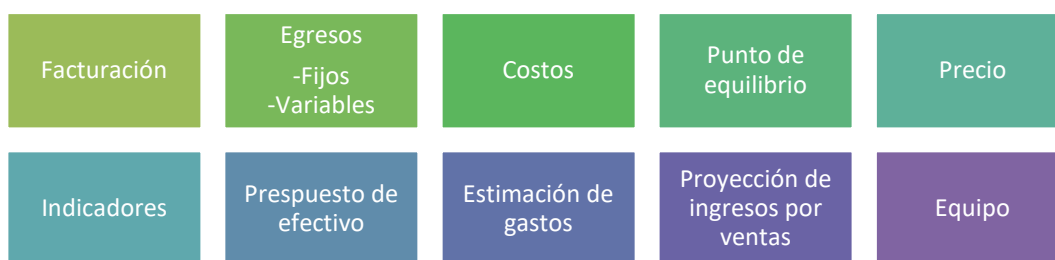 Facturación
Egresos
-Fijos
-Variables
Costos
Punto de
equilibrio
Precio
Indicadores
Prespuesto de
efectivo
Estimación de
gastos
Proyección de
ingresos por
ventas
Equipo